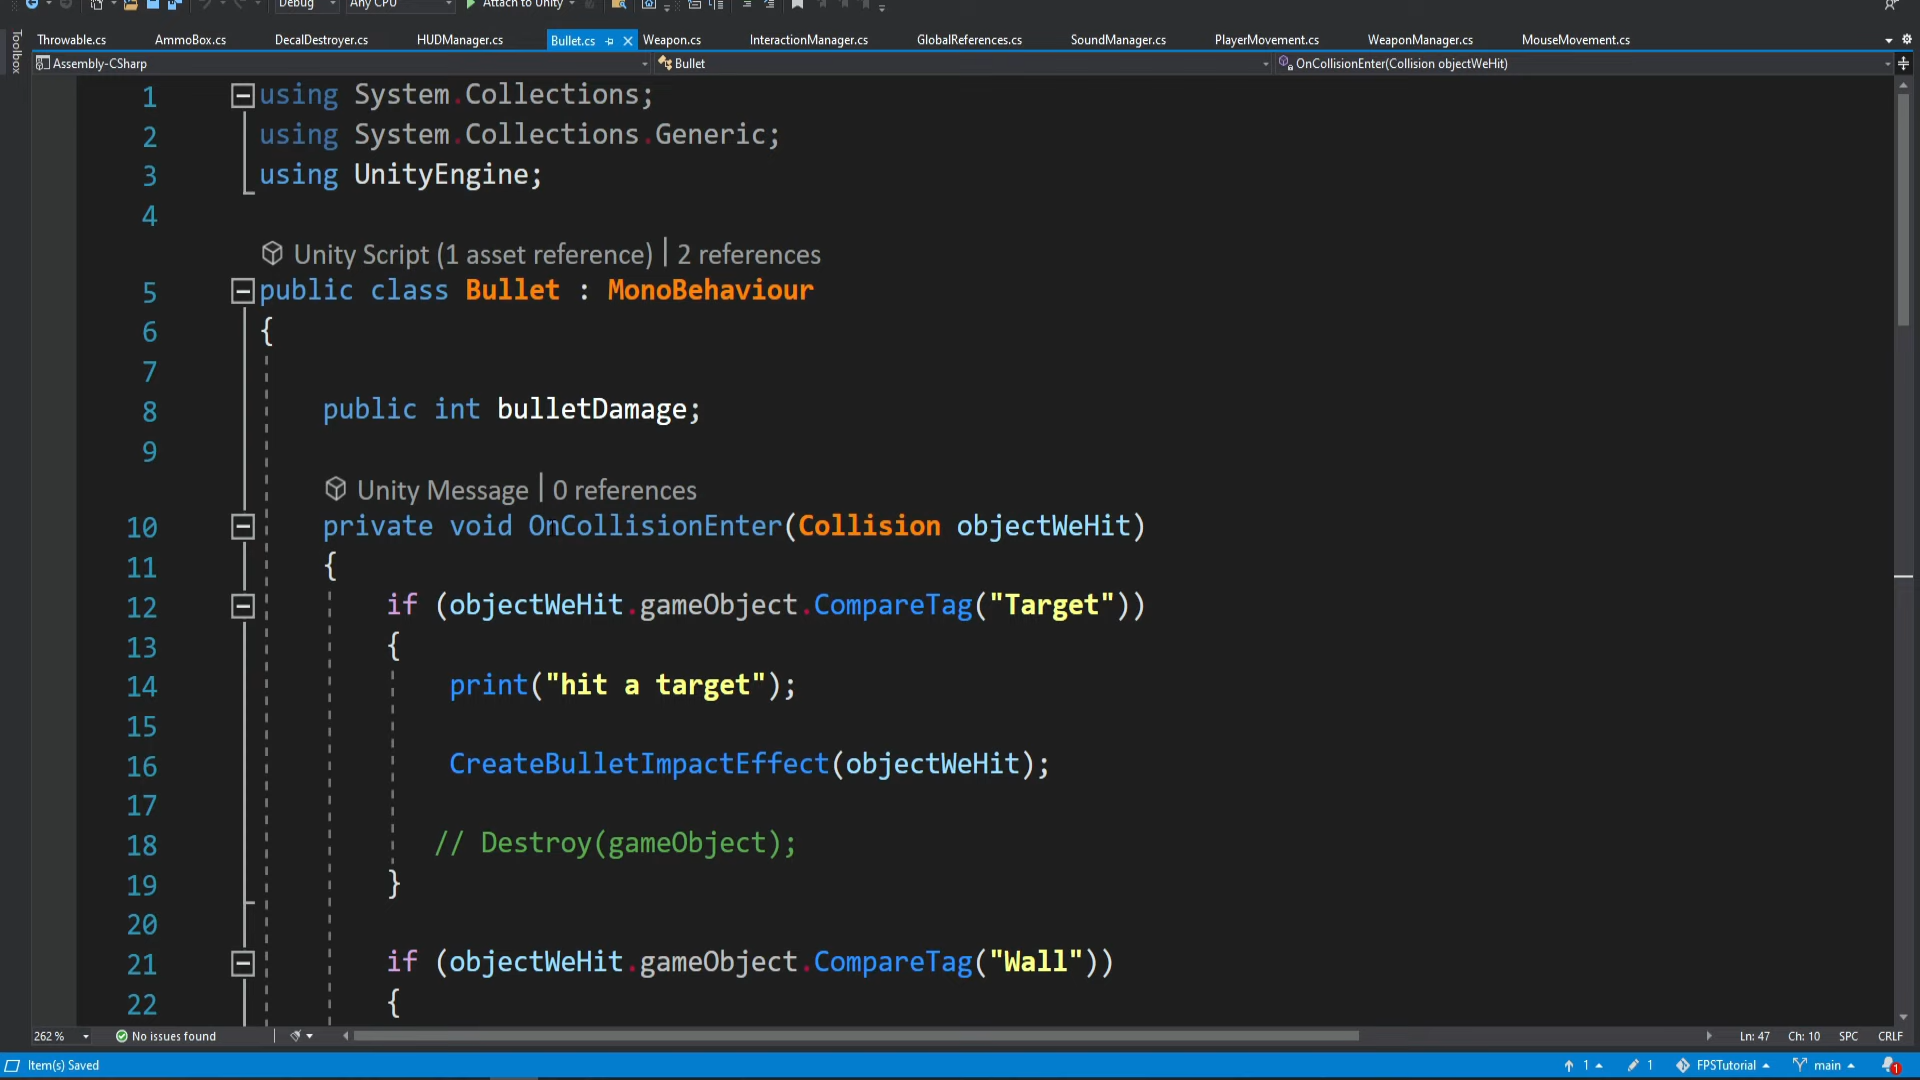 Debug Any CPU Attach to Unity
Throwable.cs AmmoBox.cs DecalDestroyer.cs HUDManager.cs Bullet.cs Weapon.cs InteractionManager.cs GlobalReferences.cs SoundManager.cs PlayerMovement.cs WeaponManager.cs MouseMovement.cs
Toolbox
Assembly-CSharp Bullet OnCollisionEnter(Collision objectWeHit)
1 using System.Collections;
2 using System.Collections.Generic;
3 using UnityEngine;
4
Unity Script (1 asset reference) | 2 references
5 public class Bullet : MonoBehaviour
6 {
7
8 public int bulletDamage;
9
Unity Message | 0 references
10 private void OnCollisionEnter(Collision objectWeHit)
11 {
12 if (objectWeHit.gameObject.CompareTag("Target"))
13 {
14 print("hit a target");
15
16 CreateBulletImpactEffect(objectWeHit);
17
18 // Destroy(gameObject);
19 }
20
21 if (objectWeHit.gameObject.CompareTag("Wall"))
22 {
262 % No issues found Ln: 47 Ch: 10 SPC CRLF
Item(s) Saved 1 1 FPSTutorial main 1